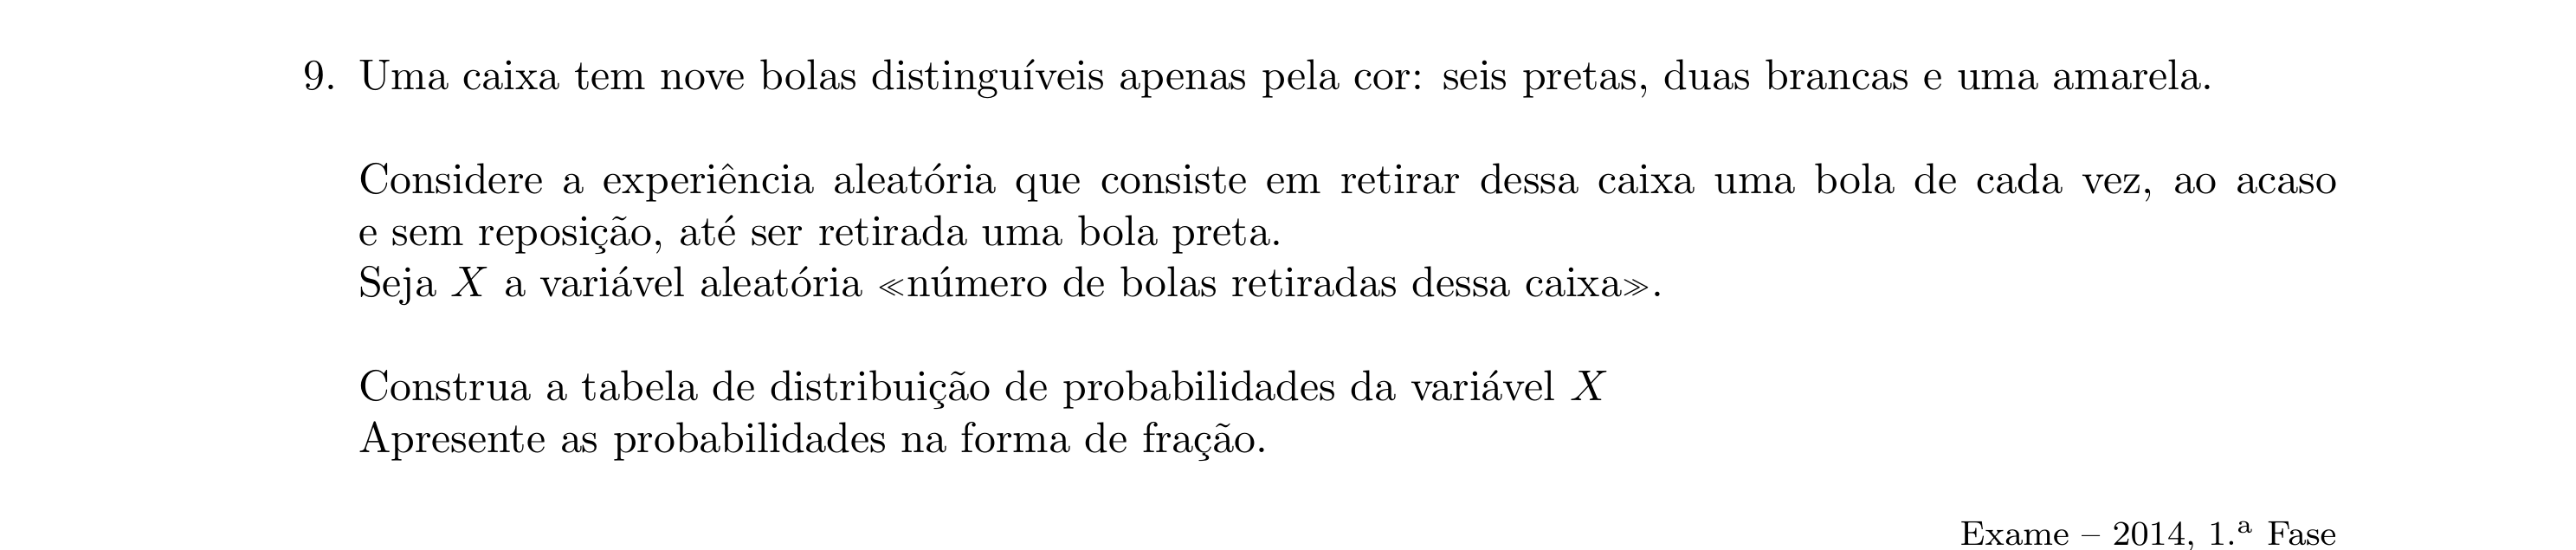 9. Uma caixa tem nove bolas distinguíveis apenas pela cor: seis pretas, duas brancas e uma amarela.
Considere a experiência aleatória que consiste em retirar dessa caixa uma bola de cada vez, ao acaso
e sem reposição, até ser retirada uma bola preta.
Seja X a variável aleatória ≪número de bolas retiradas dessa caixa≫.
Construa a tabela de distribuição de probabilidades da variável X
Apresente as probabilidades na forma de fração.
Exame – 2014, 1.ª Fase